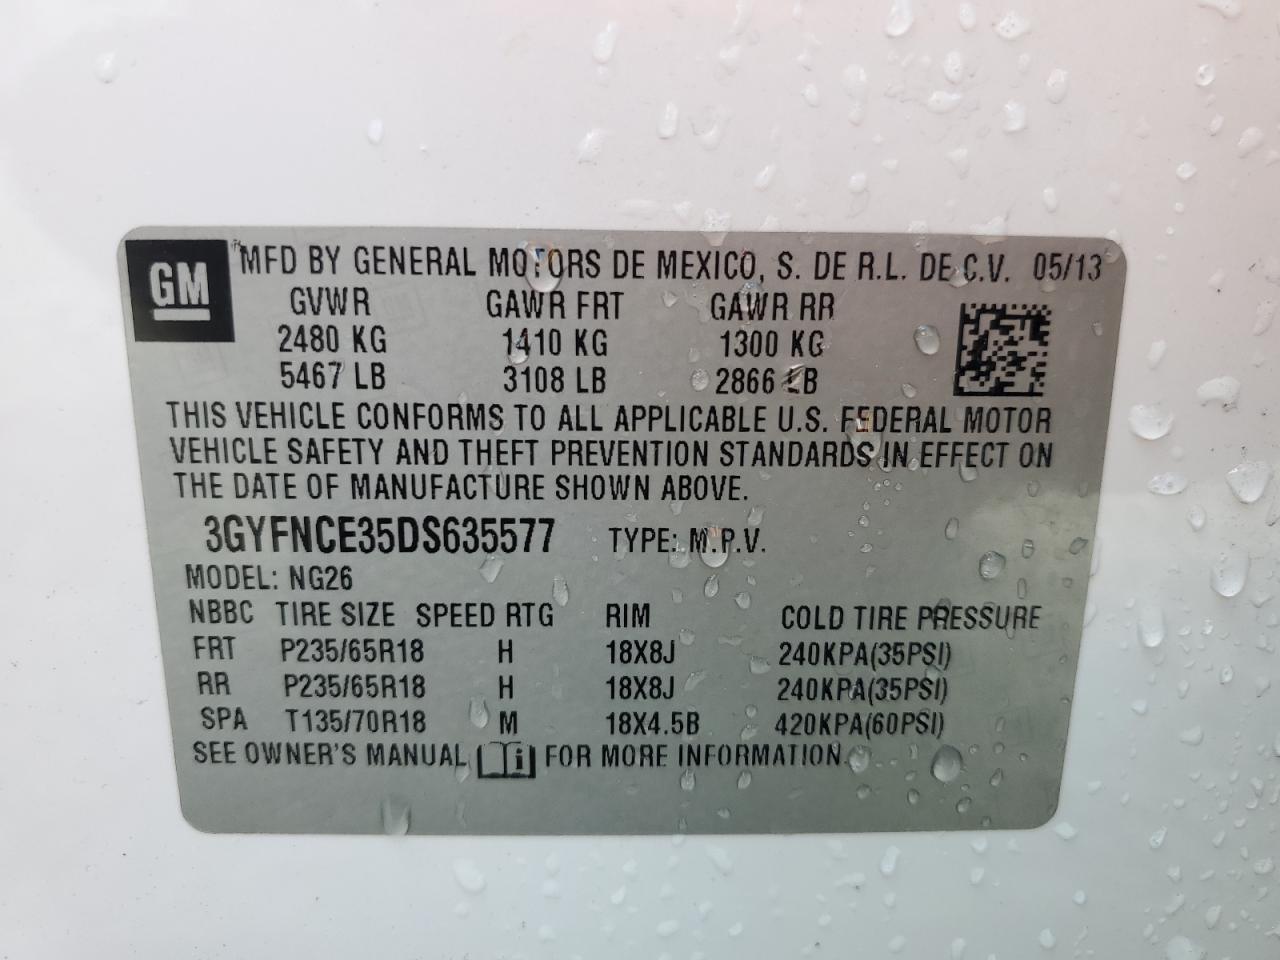 GM
MFD BY GENERAL MOTORS DE MEXICO, S. DE R.L. DE C.V. 05/13
GVWR GAWR FRT GAWR RR
2480 KG 1410 KG 1300 KG
5467 LB 3108 LB 2866 LB
THIS VEHICLE CONFORMS TO ALL APPLICABLE U.S. FEDERAL MOTOR
VEHICLE SAFETY AND THEFT PREVENTION STANDARDS IN EFFECT ON
THE DATE OF MANUFACTURE SHOWN ABOVE.
3GYFNCE35DS635577 TYPE: M.P.V.
MODEL: NG26
NBBC TIRE SIZE SPEED RTG RIM COLD TIRE PRESSURE
FRT P235/65R18 H 18X8J 240KPA(35PSI)
RR P235/65R18 H 18X8J 240KPA(35PSI)
SPA T135/70R18 M 18X4.5B 420KPA(60PSI)
SEE OWNER'S MANUAL i FOR MORE INFORMATION.